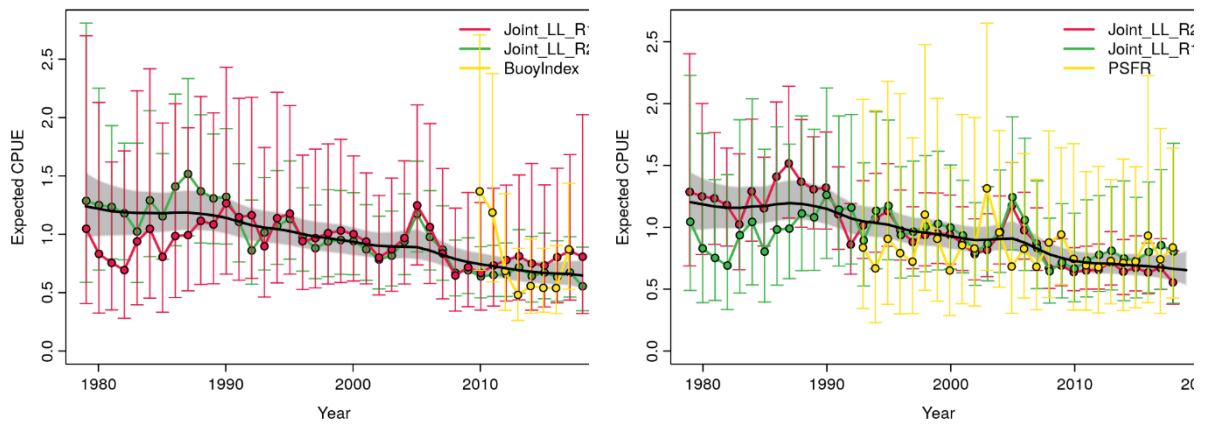 Joint_LL_R1
Joint_LL_R2
BuoyIndex
Expected CPUE
0.0
0.5
1.0
1.5
2.0
2.5
1980
1990
2000
2010
Year
Joint_LL_R2
Joint_LL_R1
PSFR
Expected CPUE
0.0
0.5
1.0
1.5
2.0
2.5
1980
1990
2000
2010
20
Year